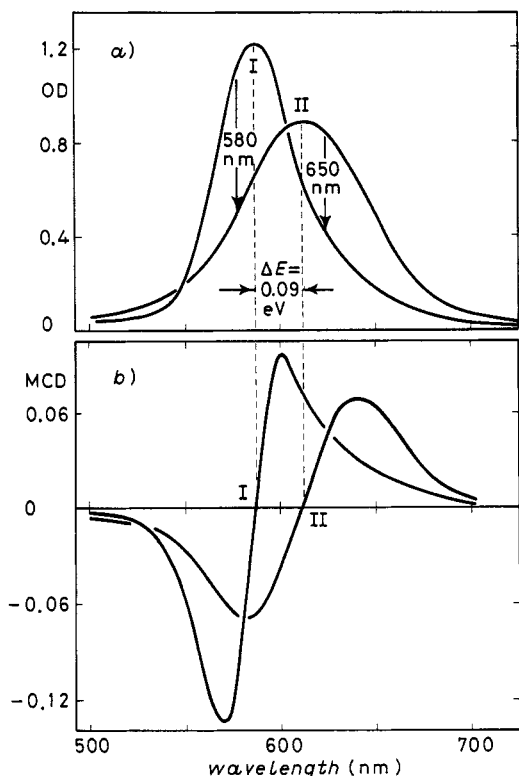 a)
1.2
I
OD
II
0.8
580
nm
650
nm
0.4
ΔE=
0.09
eV
0
MCD
b)
0.06
I
0
II
-0.06
-0.12
500
600
700
wavelength (nm)